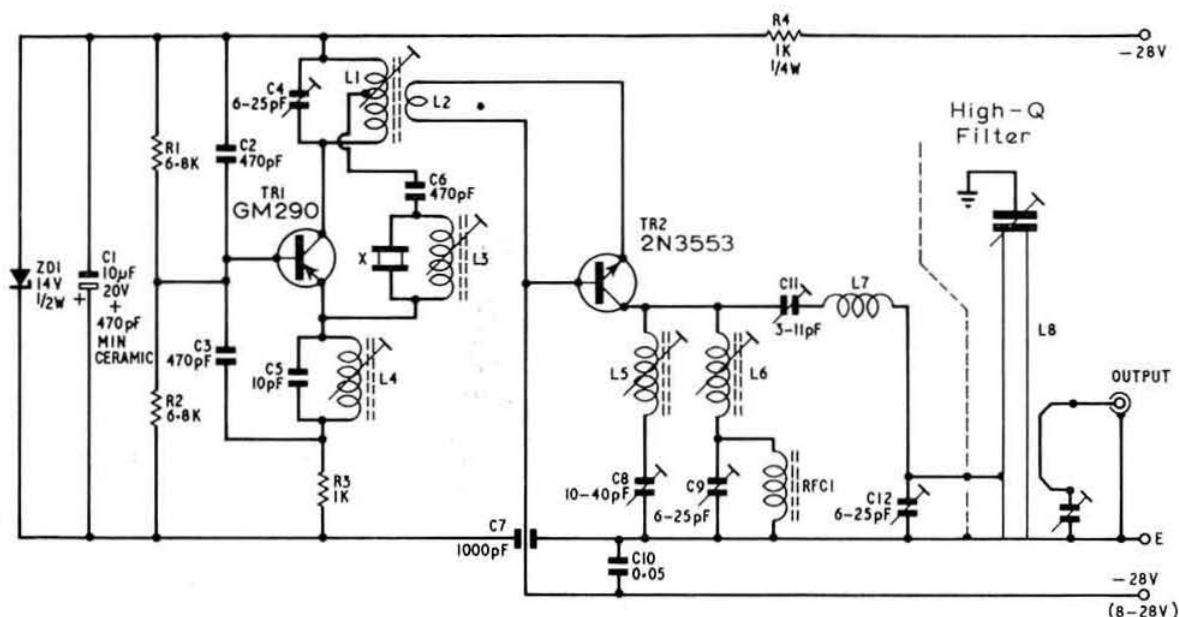 R4
1K
1/4W
−28V
C4
6-25pF
L1
L2
High-Q
Filter
R1
6·8K
C2
470pF
C6
470pF
TR1
GM290
X
L3
TR2
2N3553
ZD1
14V
1/2W
C1
10µF
20V
+
+
470pF
MIN
CERAMIC
C3
470pF
C5
10pF
L4
R2
6·8K
R3
1K
C11
3-11pF
L7
L5
L6
L8
OUTPUT
C8
10-40pF
C9
6-25pF
RFC1
C12
6-25pF
C7
1000pF
C10
0·05
E
−28V
(8-28V)